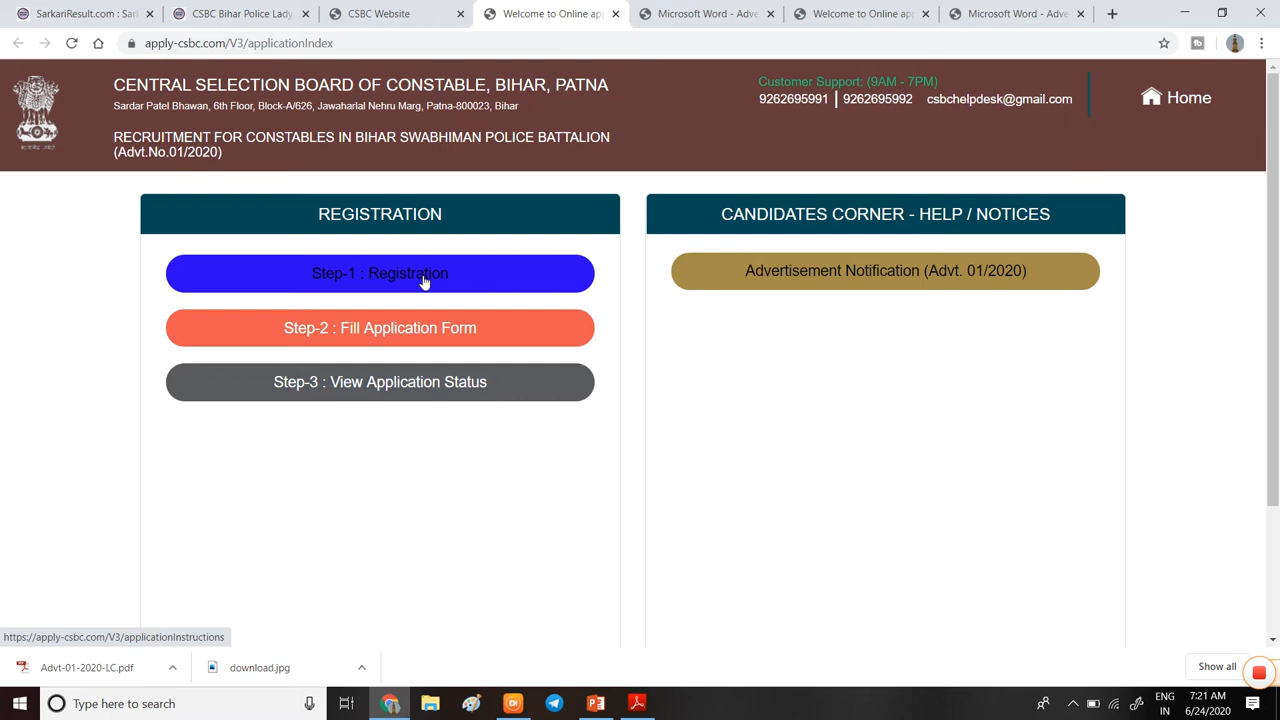 SarkariResult.com : Sar
CSBC Bihar Police Lady
CSBC Website
Welcome to Online app
Microsoft Word - Adve
Welcome to Online app
Microsoft Word - Adve
apply-csbc.com/V3/applicationIndex
CENTRAL SELECTION BOARD OF CONSTABLE, BIHAR, PATNA
Sardar Patel Bhawan, 6th Floor, Block-A/626, Jawaharlal Nehru Marg, Patna-800023, Bihar
RECRUITMENT FOR CONSTABLES IN BIHAR SWABHIMAN POLICE BATTALION
(Advt.No.01/2020)
Customer Support: (9AM - 7PM)
9262695991 | 9262695992 csbchelpdesk@gmail.com
Home
REGISTRATION
Step-1 : Registration
Step-2 : Fill Application Form
Step-3 : View Application Status
CANDIDATES CORNER - HELP / NOTICES
Advertisement Notification (Advt. 01/2020)
https://apply-csbc.com/V3/applicationInstructions
Advt-01-2020-LC.pdf
download.jpg
Show all
Type here to search
ENG
IN
7:21 AM
6/24/2020